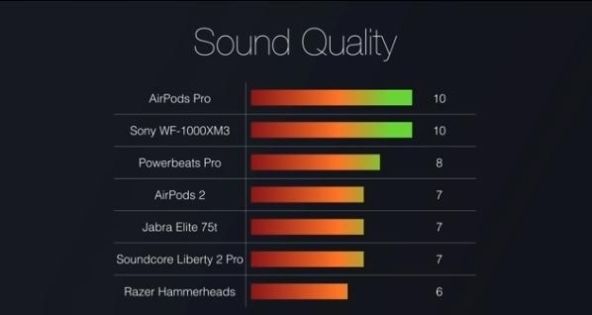 Sound Quality
AirPods Pro 10
Sony WF-1000XM3 10
Powerbeats Pro 8
AirPods 2 7
Jabra Elite 75t 7
Soundcore Liberty 2 Pro 7
Razer Hammerheads 6